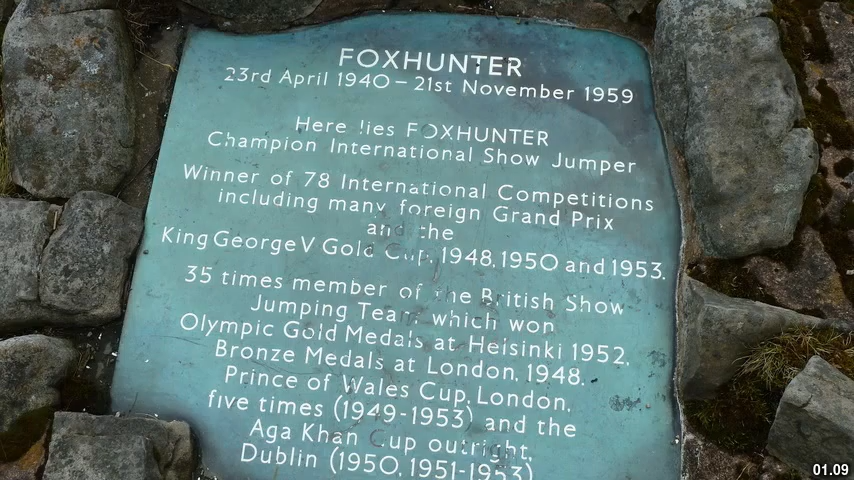 FOXHUNTER
23rd April 1940 – 21st November 1959
Here lies FOXHUNTER
Champion International Show Jumper
Winner of 78 International Competitions
including many foreign Grand Prix
and the
King George V Gold Cup, 1948, 1950 and 1953.
35 times member of the British Show
Jumping Team which won
Olympic Gold Medals at Helsinki 1952,
Bronze Medals at London, 1948.
Prince of Wales Cup, London,
five times (1949-1953) and the
Aga Khan Cup outright,
Dublin (1950, 1951-1953)
01.09